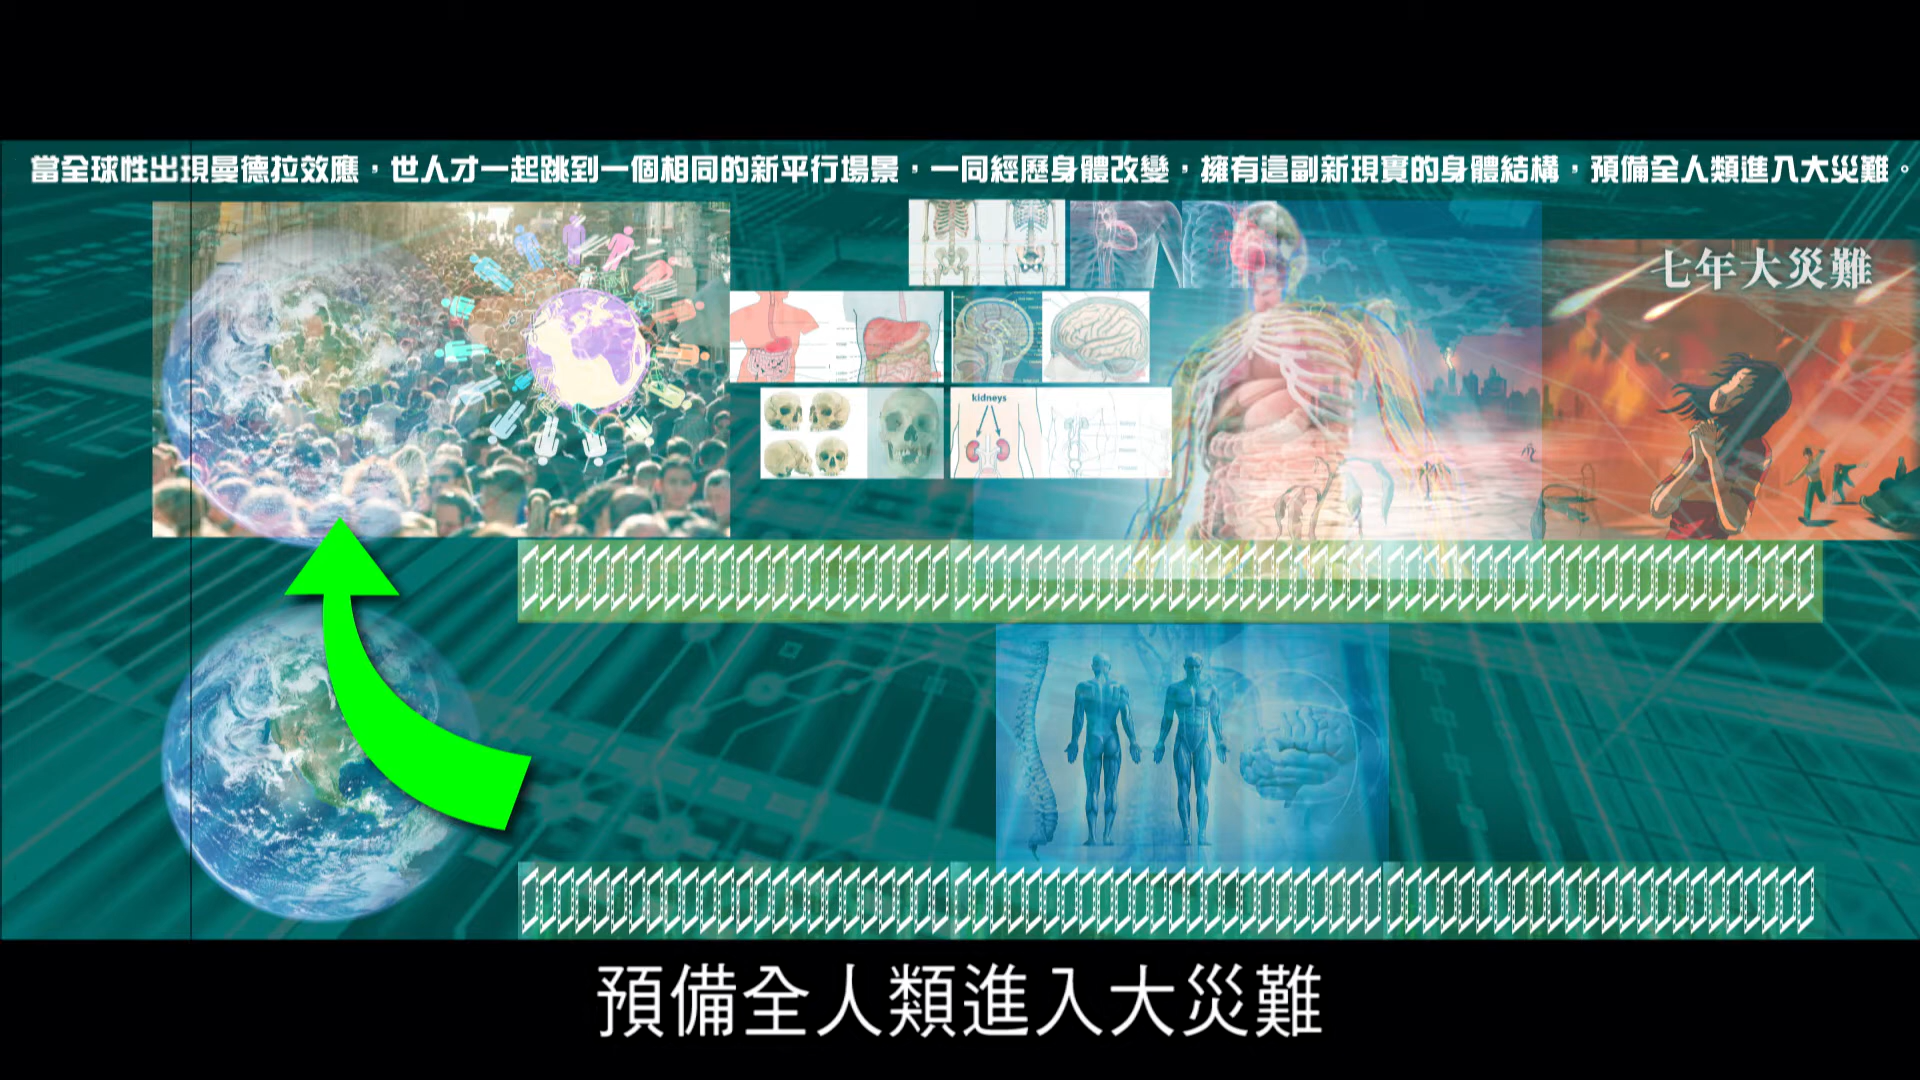 當全球性出現曼德拉效應，世人才一起跳到一個相同的新平行場景，一同經歷身體改變，擁有這副新現實的身體結構，預備全人類進入大災難。
七年大災難
kidneys
預備全人類進入大災難